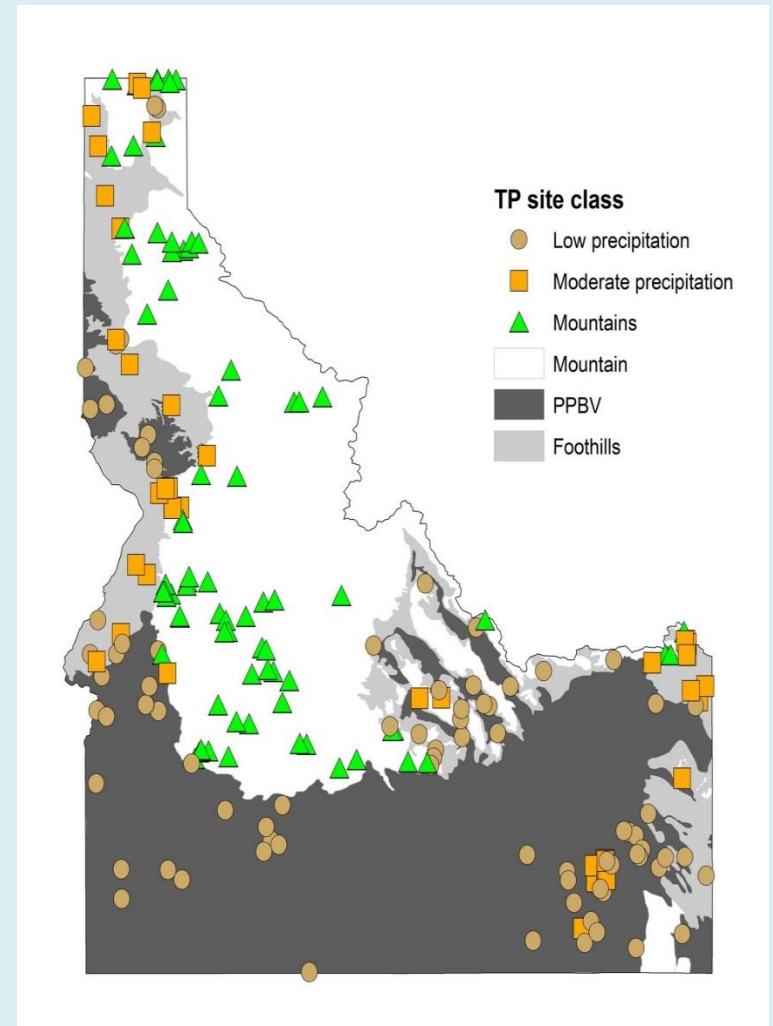 TP site class
Low precipitation
Moderate precipitation
Mountains
Mountain
PPBV
Foothills